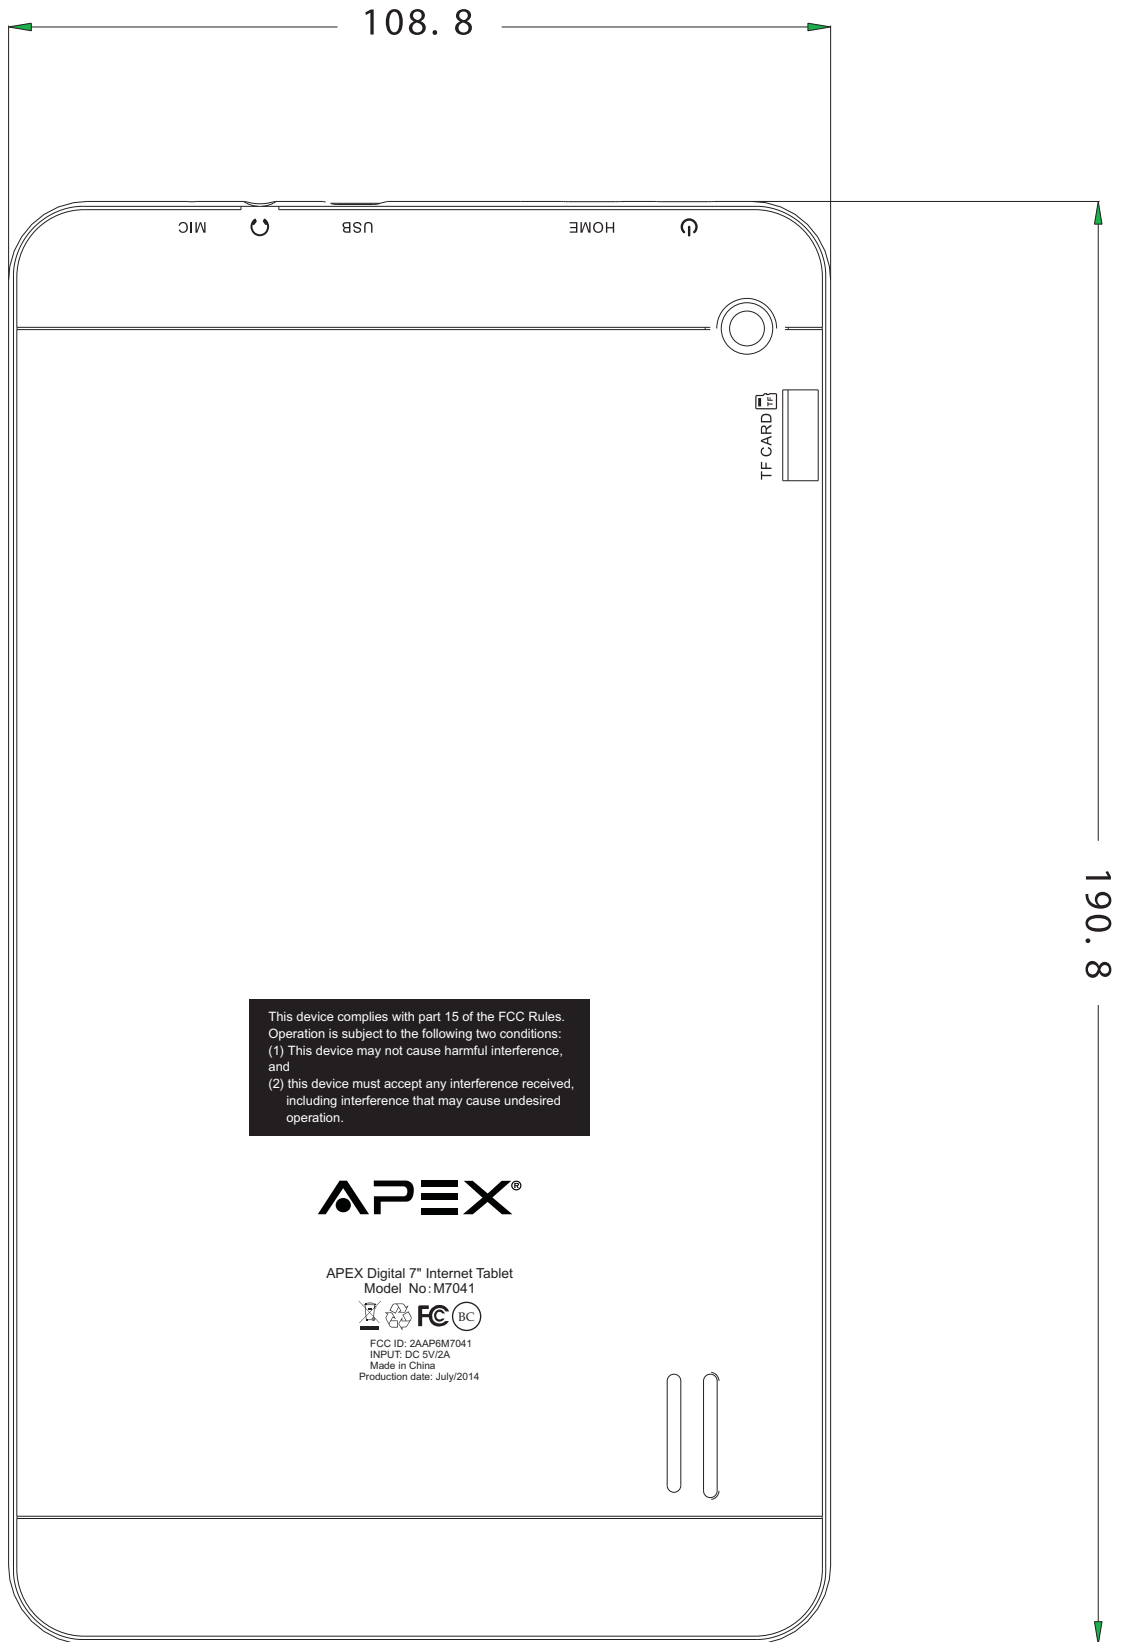 108. 8
MIC
USB
HOME
TF
TF CARD
190. 8
This device complies with part 15 of the FCC Rules.
Operation is subject to the following two conditions:
(1) This device may not cause harmful interference,
and
(2) this device must accept any interference received,
including interference that may cause undesired
operation.
APEX®
APEX Digital 7" Internet Tablet
Model No:M7041
FC BC
FCC ID: 2AAP6M7041
INPUT: DC 5V/2A
Made in China
Production date: July/2014